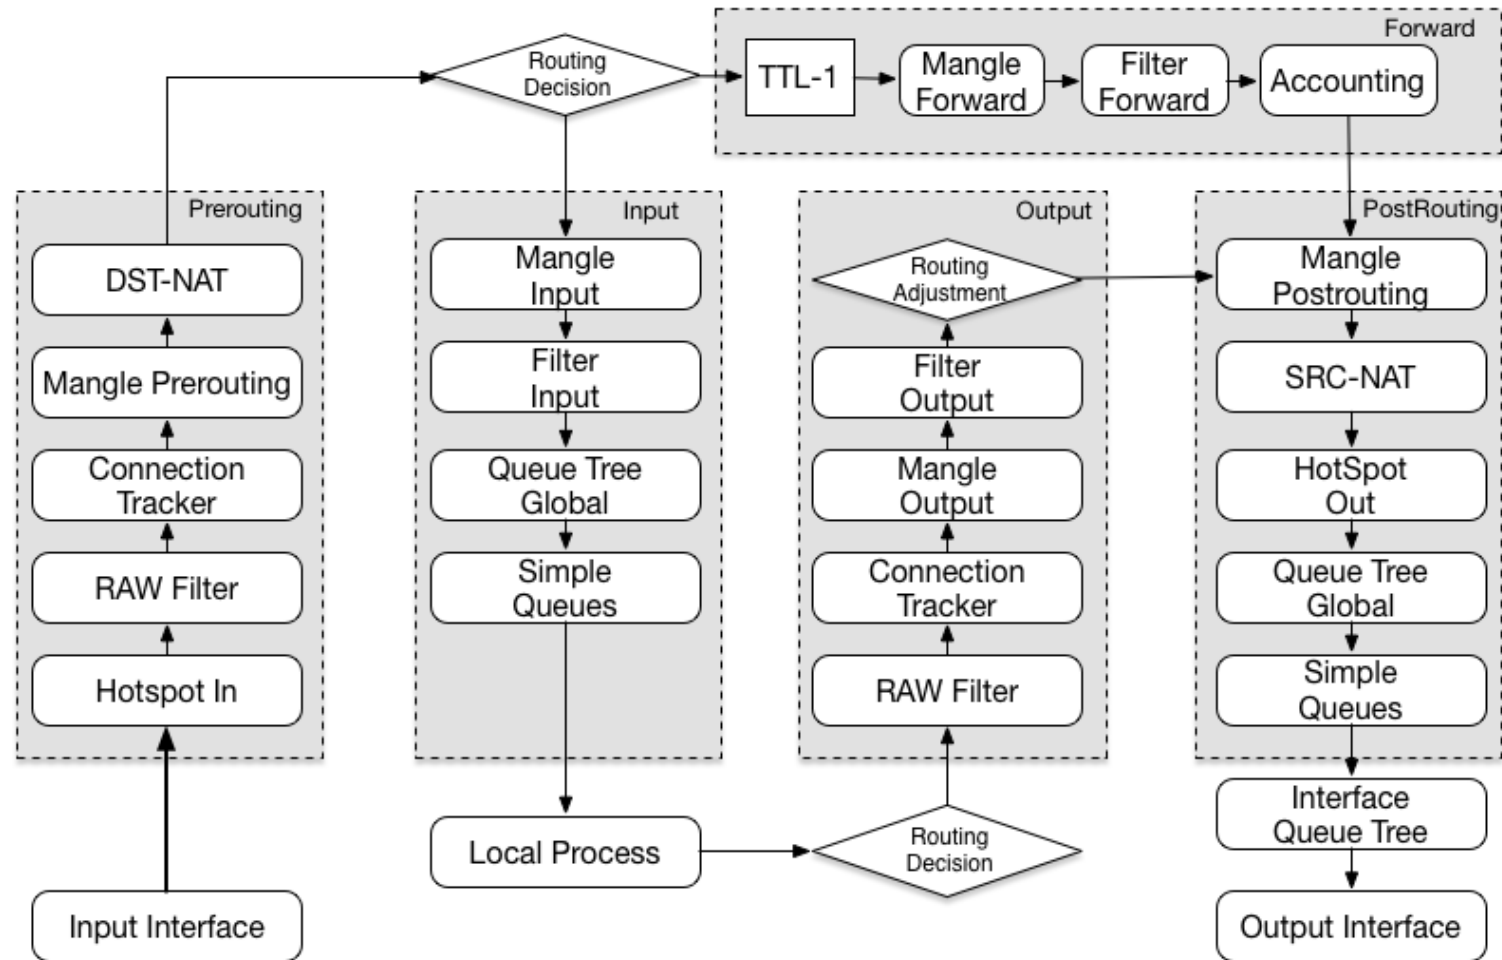 Forward
Routing
Decision
TTL-1
Mangle
Forward
Filter
Forward
Accounting
Prerouting
DST-NAT
Mangle Prerouting
Connection
Tracker
RAW Filter
Hotspot In
Input Interface
Input
Mangle
Input
Filter
Input
Queue Tree
Global
Simple
Queues
Local Process
Output
Routing
Adjustment
Filter
Output
Mangle
Output
Connection
Tracker
RAW Filter
Routing
Decision
PostRouting
Mangle
Postrouting
SRC-NAT
HotSpot
Out
Queue Tree
Global
Simple
Queues
Interface
Queue Tree
Output Interface